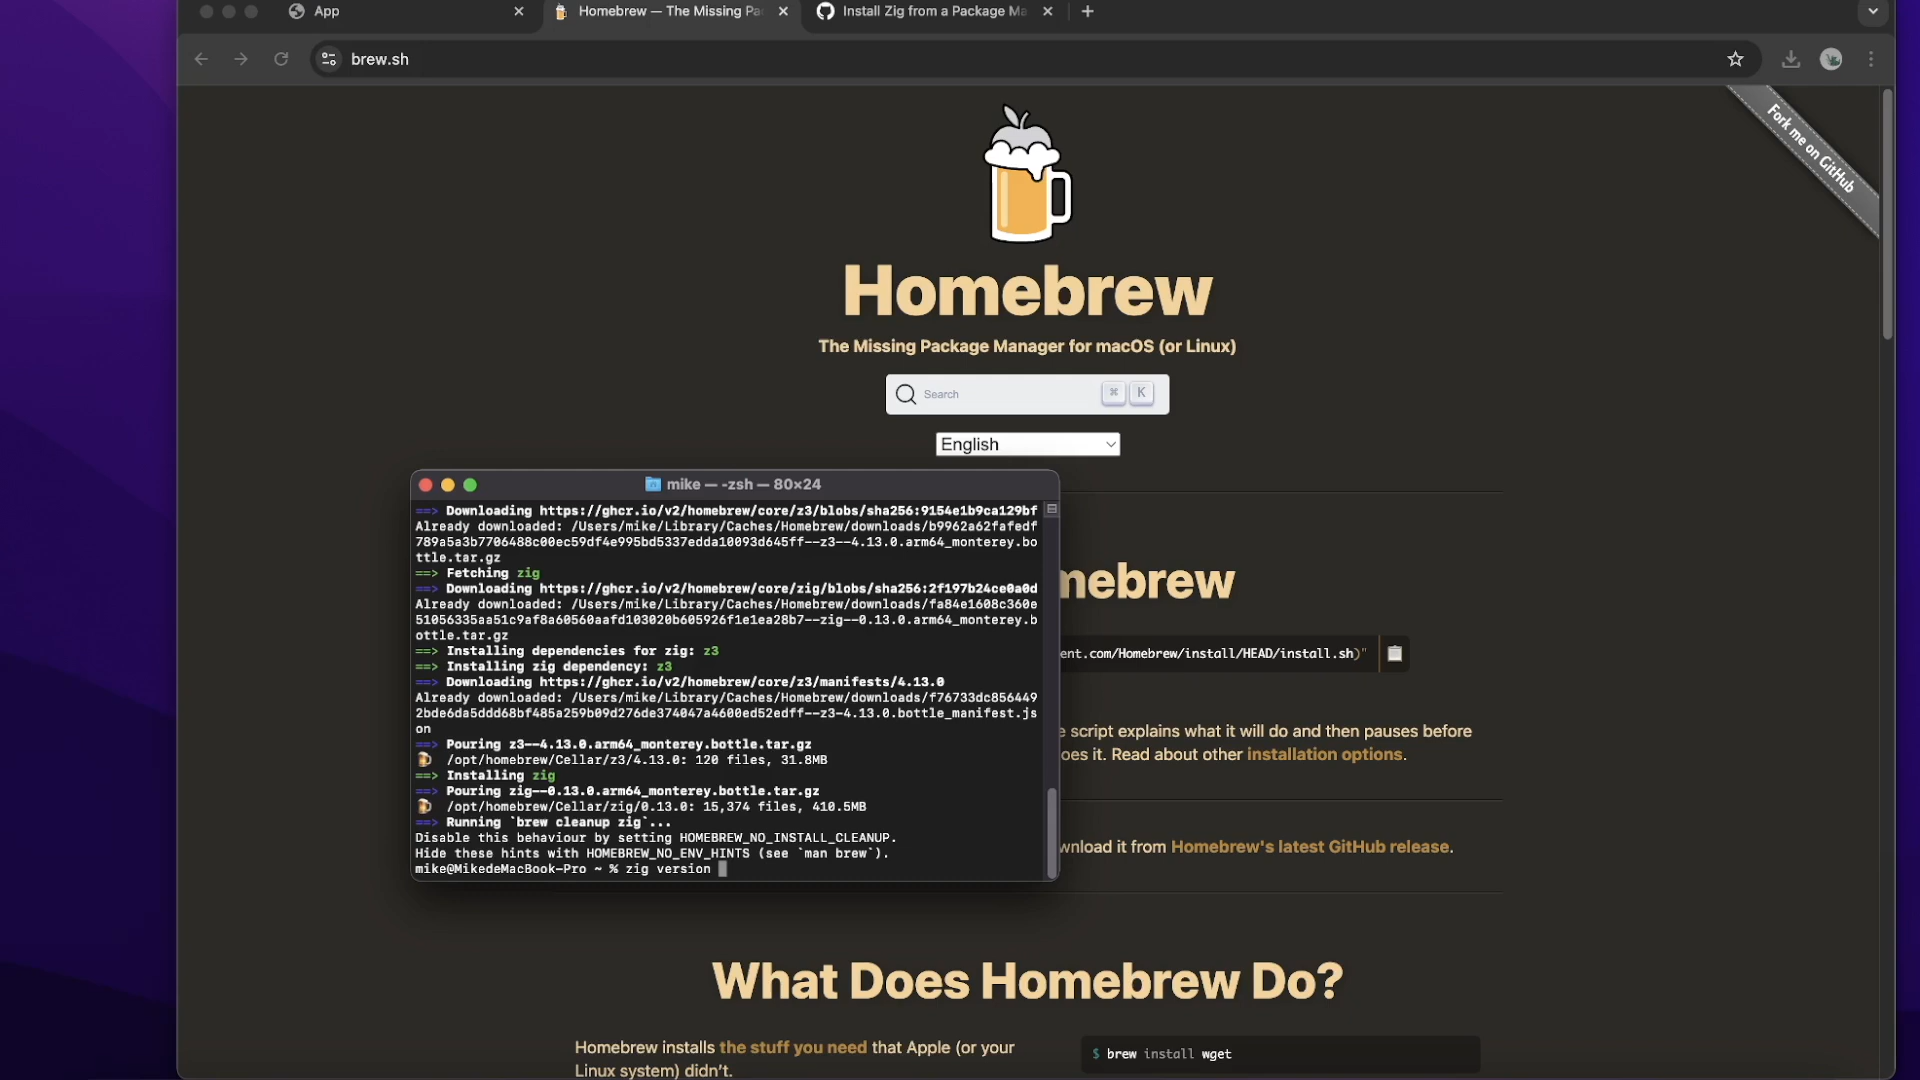 App
Homebrew — The Missing Pa
Install Zig from a Package Ma
brew.sh
Fork me on GitHub
Homebrew
The Missing Package Manager for macOS (or Linux)
Search
⌘ K
English
mike — -zsh — 80×24
==> Downloading https://ghcr.io/v2/homebrew/core/z3/blobs/sha256:9154e1b9ca129bf
Already downloaded: /Users/mike/Library/Caches/Homebrew/downloads/b9962a62fafedf
789a5a3b7706488c00ec59df4e995bd5337edda10093d645ff--z3--4.13.0.arm64_monterey.bo
ttle.tar.gz
==> Fetching zig
==> Downloading https://ghcr.io/v2/homebrew/core/zig/blobs/sha256:2f197b24ce0a0d
Already downloaded: /Users/mike/Library/Caches/Homebrew/downloads/fa84e1608c360e
51056335aa51c9af8a60560aafd103020b605926f1e1ea28b7--zig--0.13.0.arm64_monterey.b
ottle.tar.gz
==> Installing dependencies for zig: z3
==> Installing zig dependency: z3
==> Downloading https://ghcr.io/v2/homebrew/core/z3/manifests/4.13.0
Already downloaded: /Users/mike/Library/Caches/Homebrew/downloads/f76733dc856449
2bde6da5ddd68bf485a259b09d276de374047a4600ed52edff--z3-4.13.0.bottle_manifest.js
on
==> Pouring z3--4.13.0.arm64_monterey.bottle.tar.gz
🍺 /opt/homebrew/Cellar/z3/4.13.0: 120 files, 31.8MB
==> Installing zig
==> Pouring zig--0.13.0.arm64_monterey.bottle.tar.gz
🍺 /opt/homebrew/Cellar/zig/0.13.0: 15,374 files, 410.5MB
==> Running `brew cleanup zig`...
Disable this behaviour by setting HOMEBREW_NO_INSTALL_CLEANUP.
Hide these hints with HOMEBREW_NO_ENV_HINTS (see `man brew`).
mike@MikedeMacBook-Pro ~ % zig version
mebrew
ent.com/Homebrew/install/HEAD/install.sh)"
e script explains what it will do and then pauses before
oes it. Read about other installation options.
wnload it from Homebrew's latest GitHub release.
What Does Homebrew Do?
Homebrew installs the stuff you need that Apple (or your
Linux system) didn't.
$ brew install wget